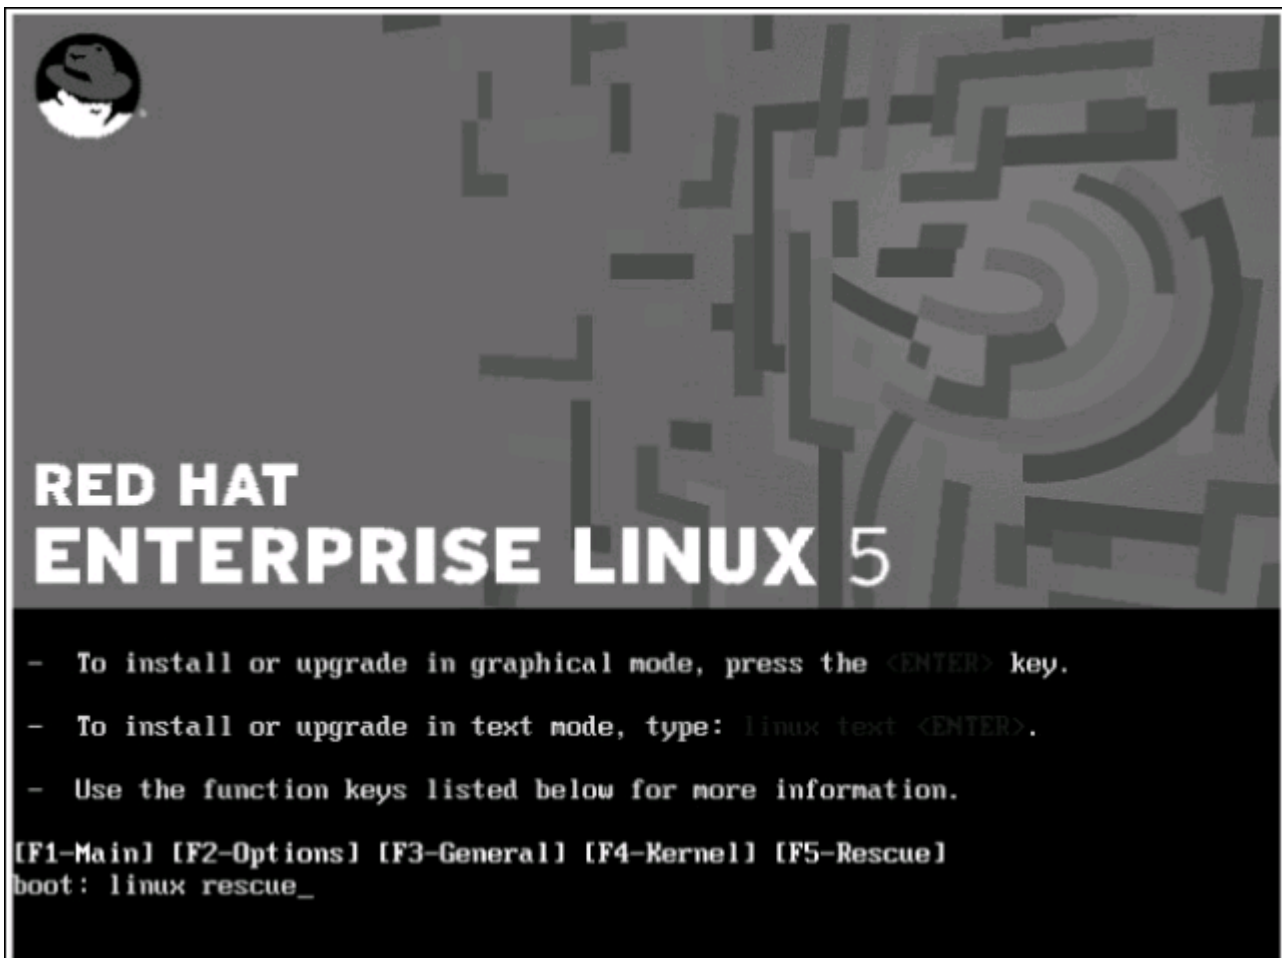 RED HAT
ENTERPRISE LINUX 5
- To install or upgrade in graphical mode, press the <ENTER> key.
- To install or upgrade in text mode, type: linux text <ENTER>.
- Use the function keys listed below for more information.
[F1-Main] [F2-Options] [F3-General] [F4-Kernel] [F5-Rescue]
boot: linux rescue_